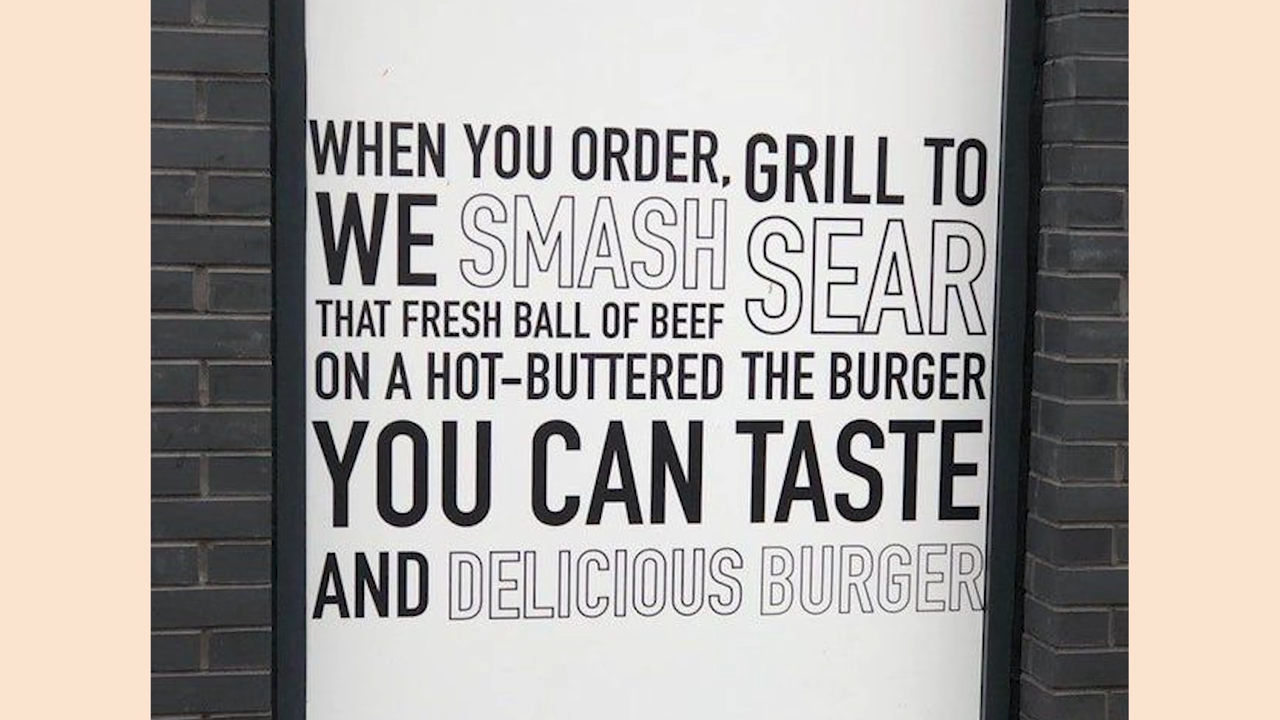 WHEN YOU ORDER, GRILL TO
WE SMASH SEAR
THAT FRESH BALL OF BEEF
ON A HOT-BUTTERED THE BURGER
YOU CAN TASTE
AND DELICIOUS BURGER